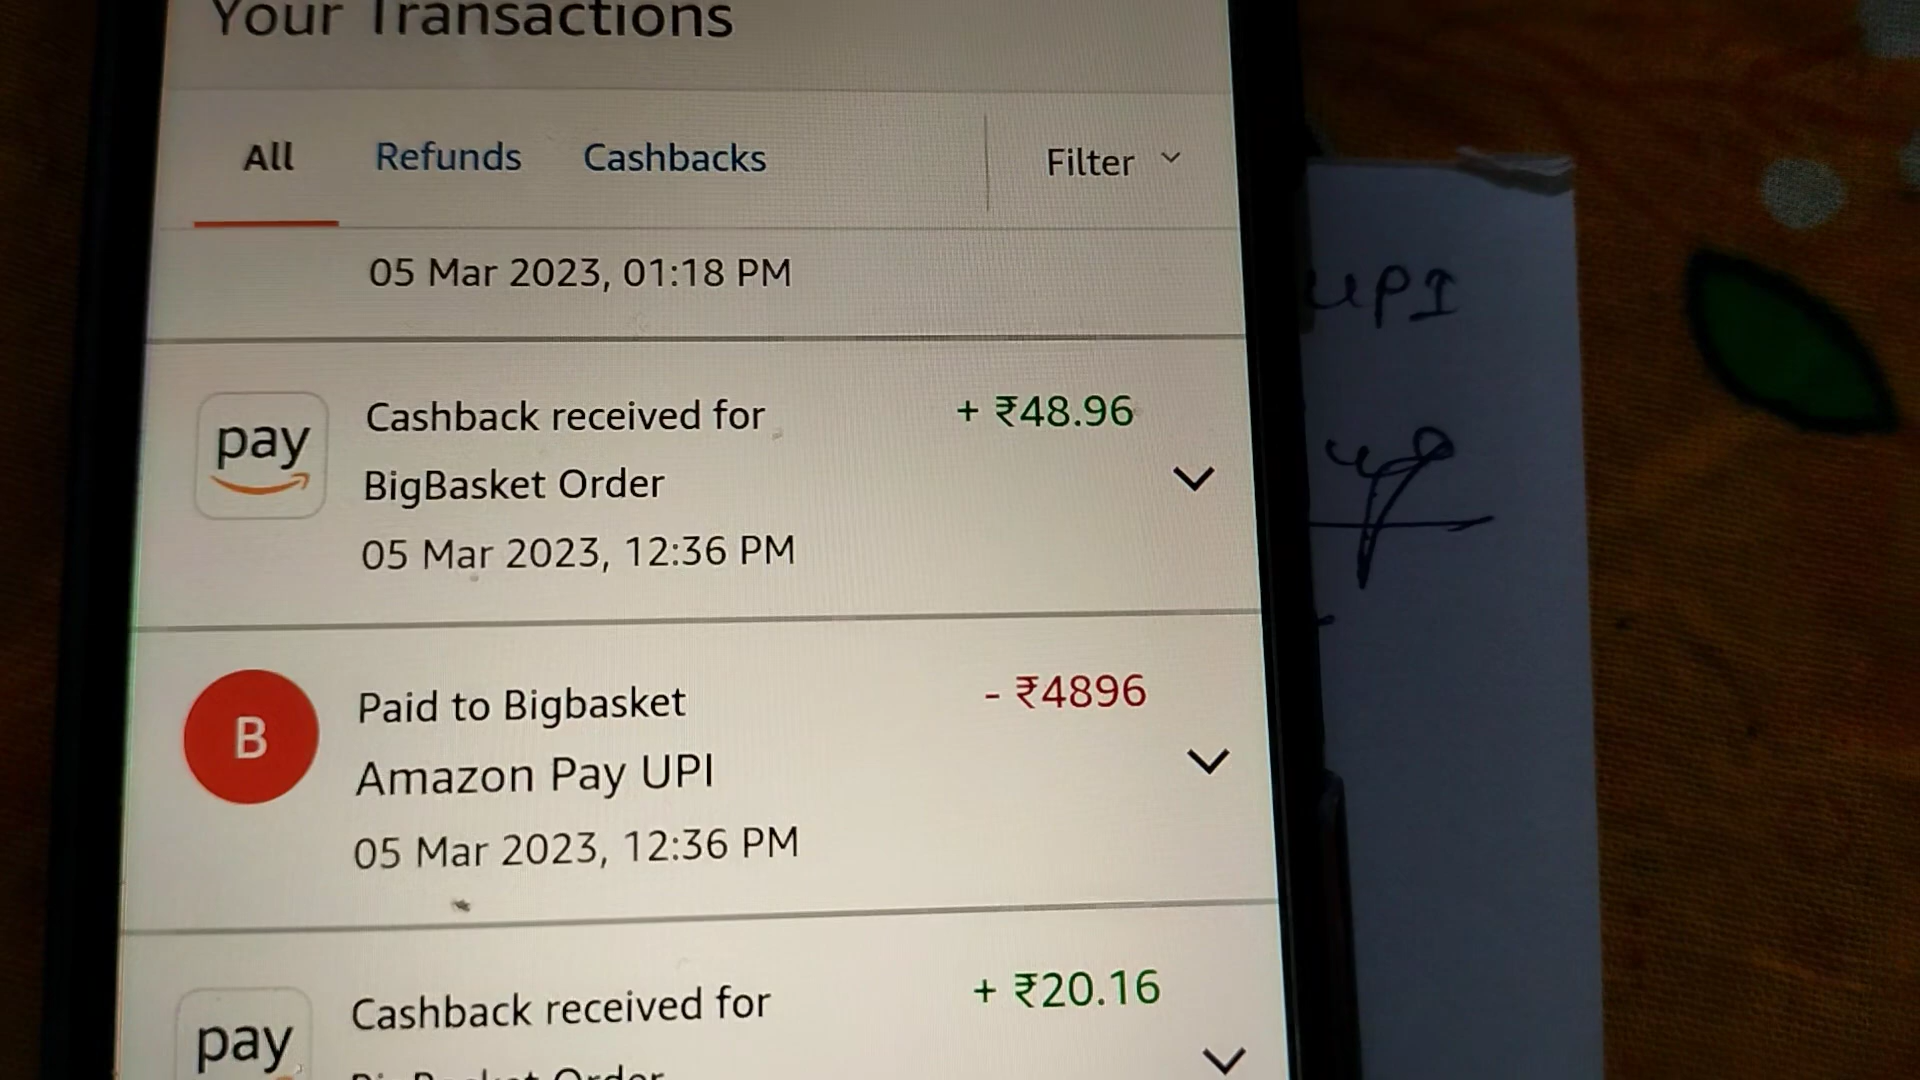 Your Transactions
All Refunds Cashbacks Filter
05 Mar 2023, 01:18 PM
pay
Cashback received for + ₹48.96
BigBasket Order
05 Mar 2023, 12:36 PM
B
Paid to Bigbasket - ₹4896
Amazon Pay UPI
05 Mar 2023, 12:36 PM
pay
Cashback received for + ₹20.16
BigBasket Order
UPI